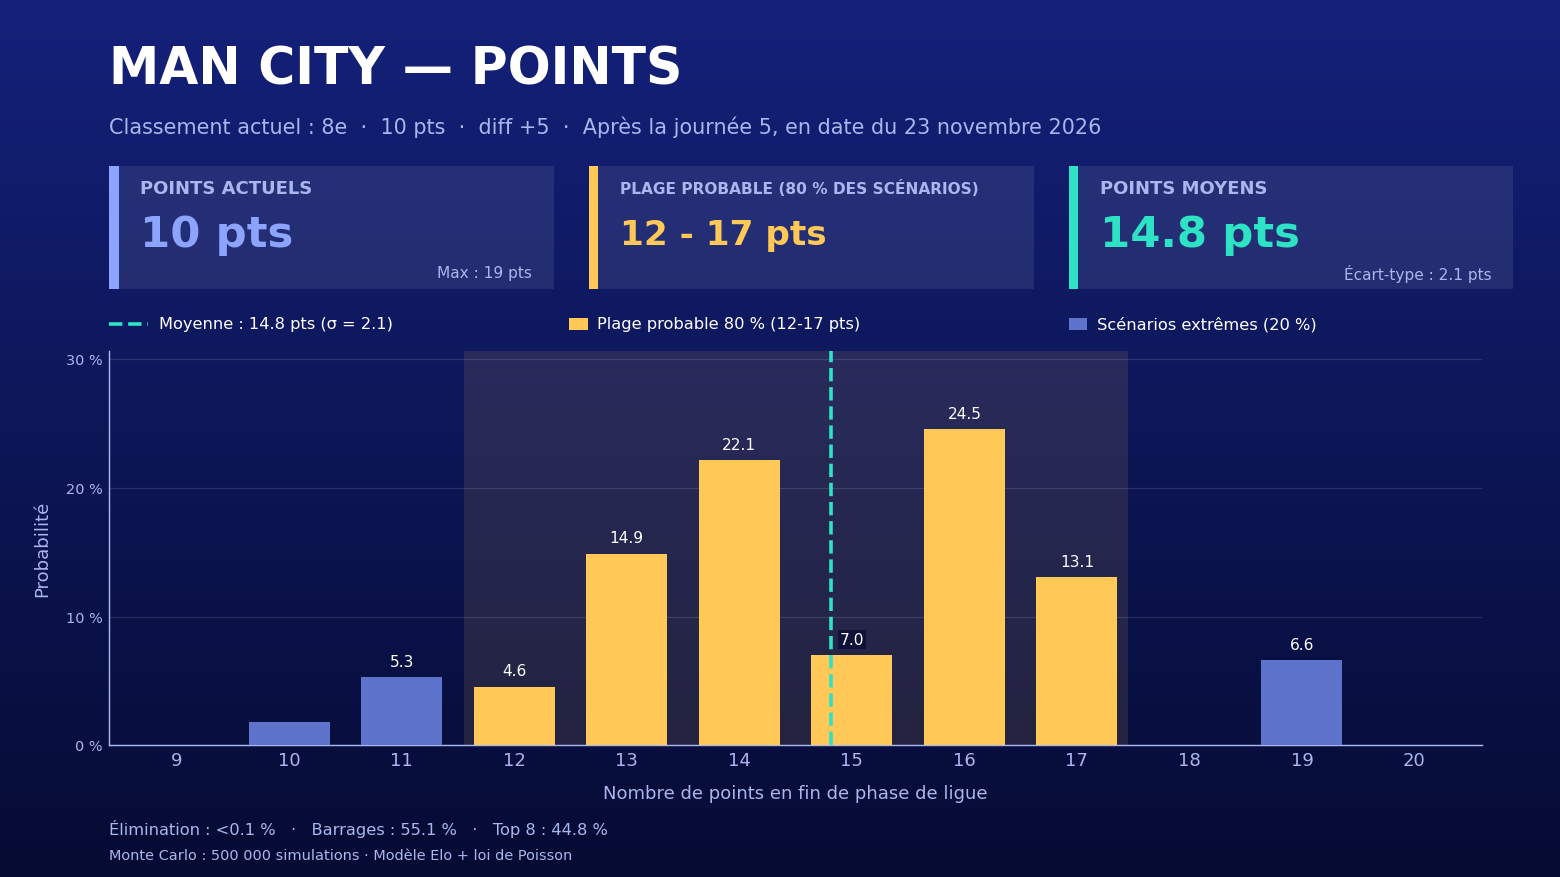 MAN CITY — POINTS
Classement actuel : 8e · 10 pts · diff +5 · Après la journée 5, en date du 23 novembre 2026
POINTS ACTUELS
10 pts
Max : 19 pts
PLAGE PROBABLE (80 % DES SCÉNARIOS)
12 - 17 pts
POINTS MOYENS
14.8 pts
Écart-type : 2.1 pts
Moyenne : 14.8 pts (σ = 2.1)
Plage probable 80 % (12-17 pts)
Scénarios extrêmes (20 %)
Probabilité
30 %
20 %
10 %
0 %
5.3
4.6
14.9
22.1
7.0
24.5
13.1
6.6
9 10 11 12 13 14 15 16 17 18 19 20
Nombre de points en fin de phase de ligue
Élimination : <0.1 % · Barrages : 55.1 % · Top 8 : 44.8 %
Monte Carlo : 500 000 simulations · Modèle Elo + loi de Poisson